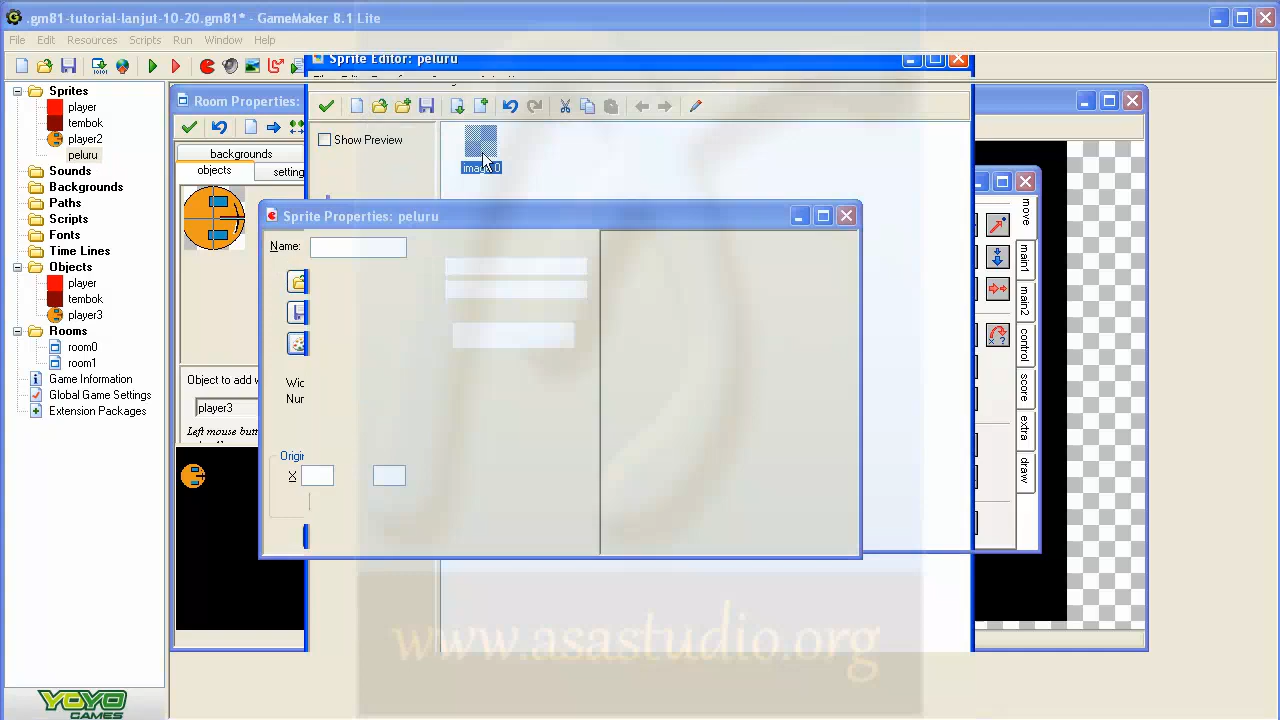 .gm81-tutorial-lanjut-10-20.gm81* - GameMaker 8.1 Lite
File Edit Resources Scripts Run Window Help
Sprites
player
tembok
player2
peluru
Sounds
Backgrounds
Paths
Scripts
Fonts
Time Lines
Objects
player
tembok
player3
Rooms
room0
room1
Game Information
Global Game Settings
Extension Packages
YOYO
GAMES
Room Properties:
backgrounds
objects
setting
Object to add w
player3
Left mouse butt
Sprite Editor: peluru
Show Preview
Sprite Properties: peluru
Name:
Wid
Nur
Origin
X
move
main1
main2
control
score
extra
draw
www.asastudio.org